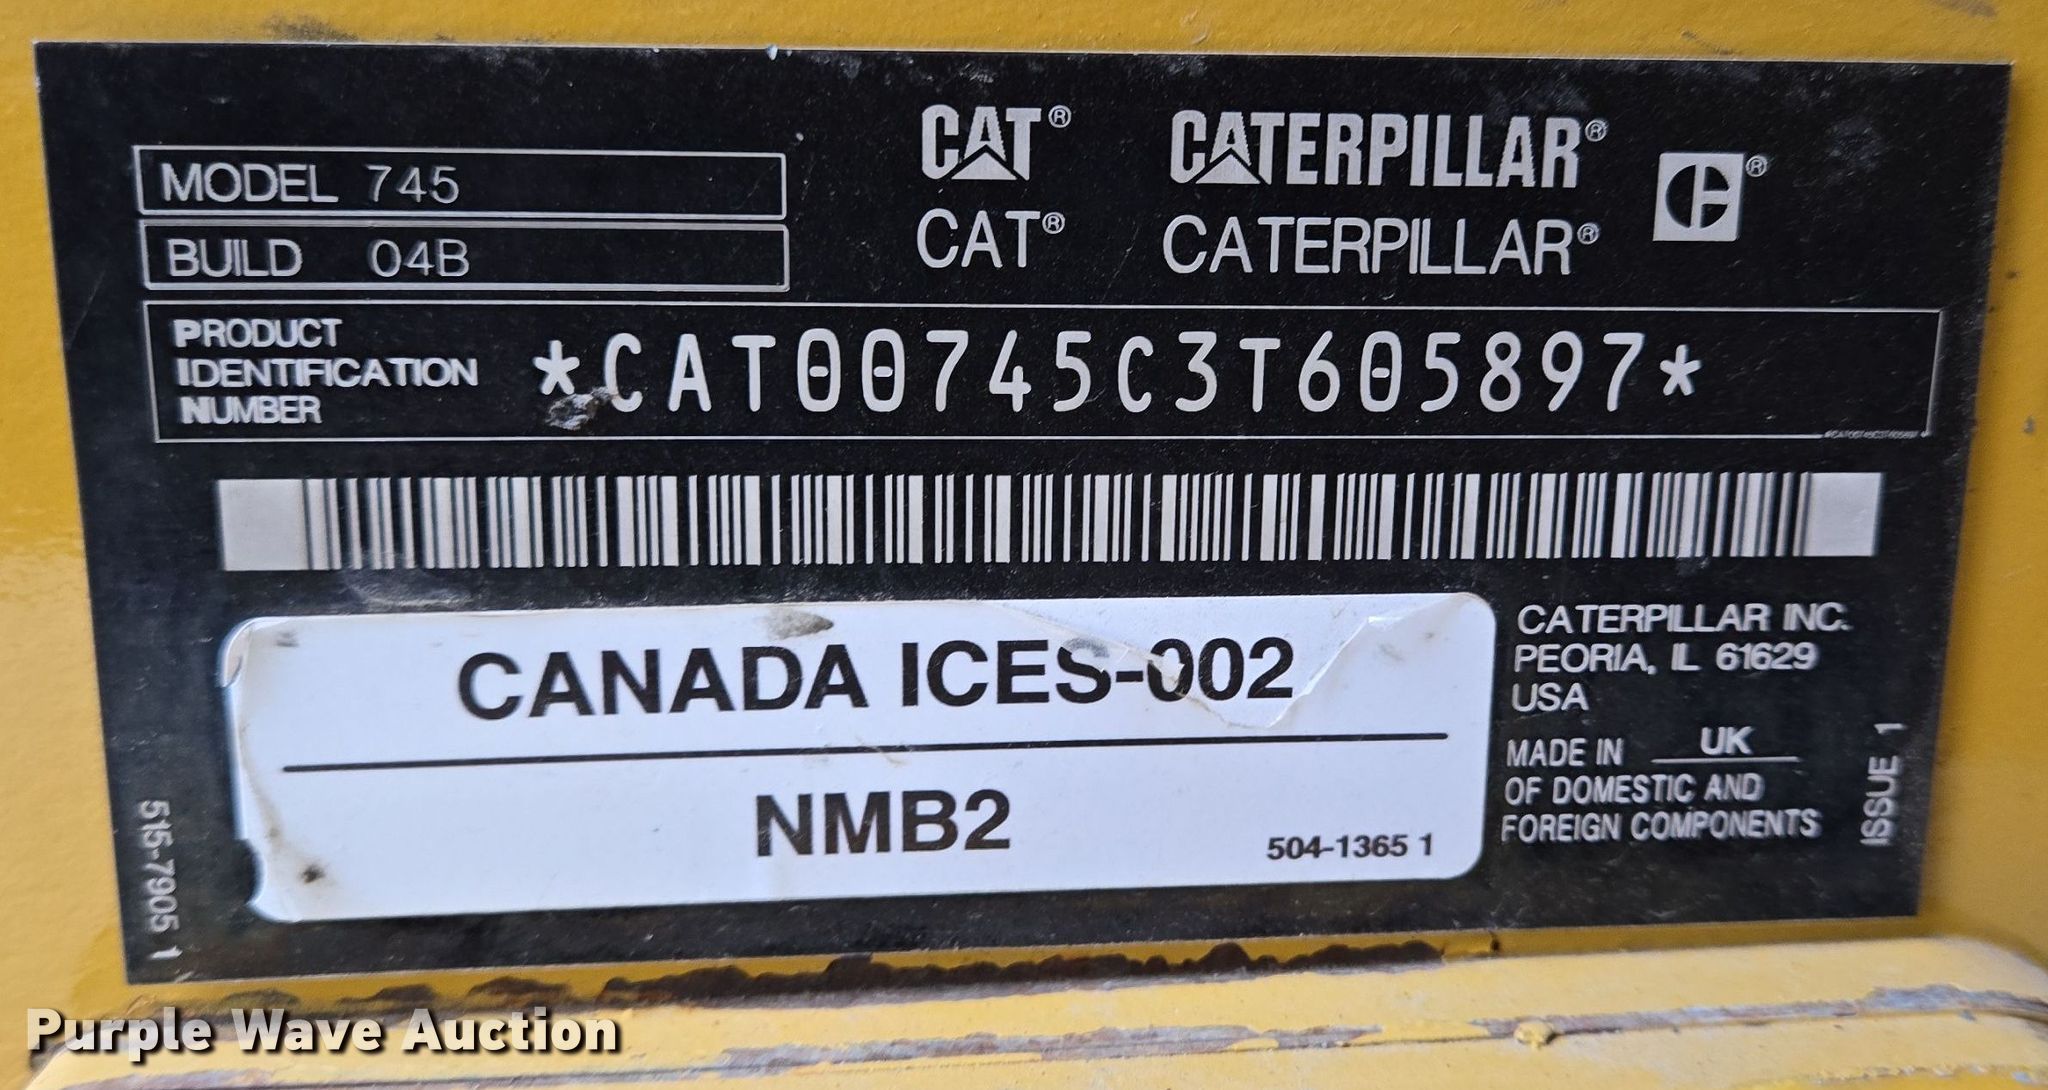 CAT® CATERPILLAR®
CAT® CATERPILLAR®
MODEL 745
BUILD 04B
PRODUCT
IDENTIFICATION
NUMBER
*CAT00745C3T605897*
*CAT00745C3T605897*
CANADA ICES-002
NMB2
504-1365 1
CATERPILLAR INC.
PEORIA, IL 61629
USA
MADE IN UK
OF DOMESTIC AND
FOREIGN COMPONENTS
ISSUE 1
515-7905 1
Purple Wave Auction